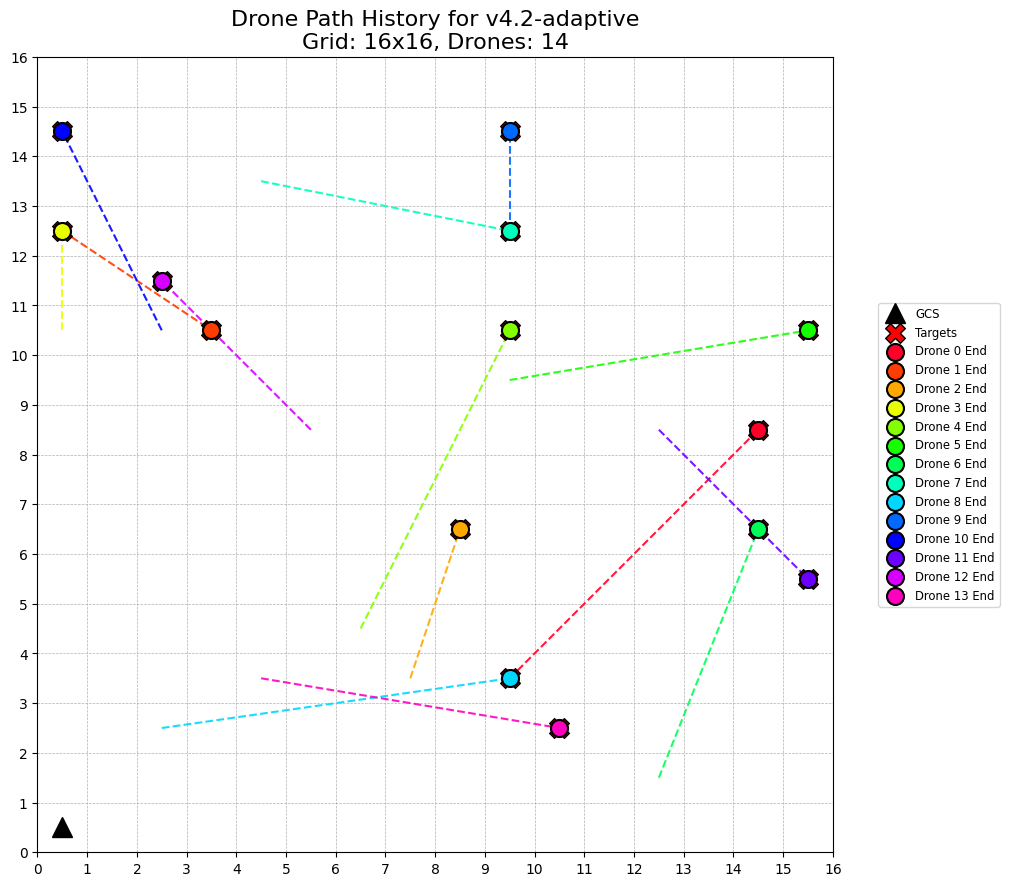 Drone Path History for v4.2-adaptive
Grid: 16x16, Drones: 14
16
15
14
13
12
11
10
9
8
7
6
5
4
3
2
1
0
0 1 2 3 4 5 6 7 8 9 10 11 12 13 14 15 16
GCS
Targets
Drone 0 End
Drone 1 End
Drone 2 End
Drone 3 End
Drone 4 End
Drone 5 End
Drone 6 End
Drone 7 End
Drone 8 End
Drone 9 End
Drone 10 End
Drone 11 End
Drone 12 End
Drone 13 End